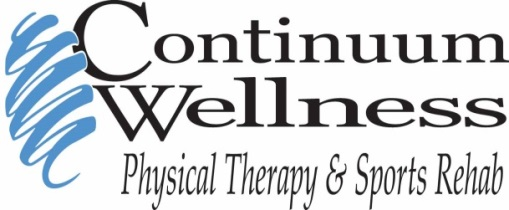 Continuum
Wellness
Physical Therapy & Sports Rehab